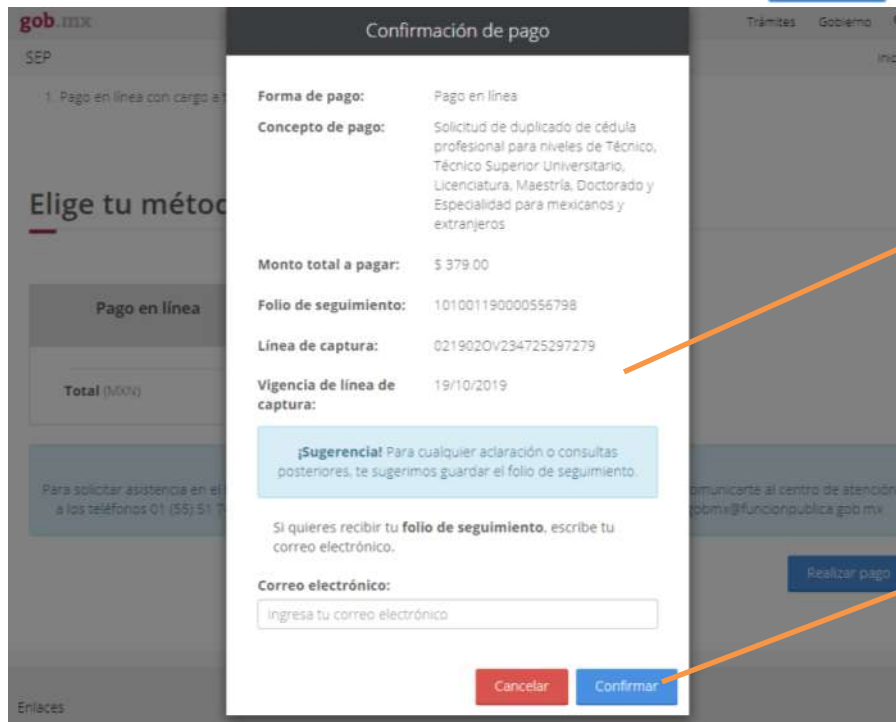 gob.mx
Trámites Gobierno
SEP
Confirmación de pago
1. Pago en línea con cargo a
Elige tu métod
Pago en línea
Total (MXN)
Para solicitar asistencia en el
a los teléfonos 01 (55) 51 7
omunicarte al centro de atención
gobmx@funcionpublica.gob.mx
Realizar pago
Forma de pago: Pago en línea
Concepto de pago: Solicitud de duplicado de cédula
profesional para niveles de Técnico,
Técnico Superior Universitario,
Licenciatura, Maestría, Doctorado y
Especialidad para mexicanos y
extranjeros
Monto total a pagar: $ 379.00
Folio de seguimiento: 101001190000556798
Línea de captura: 021902OV234725297279
Vigencia de línea de 19/10/2019
captura:
¡Sugerencia! Para cualquier aclaración o consultas
posteriores, te sugerimos guardar el folio de seguimiento.
Si quieres recibir tu folio de seguimiento, escribe tu
correo electrónico.
Correo electrónico:
Ingresa tu correo electrónico
Cancelar Confirmar
Enlaces